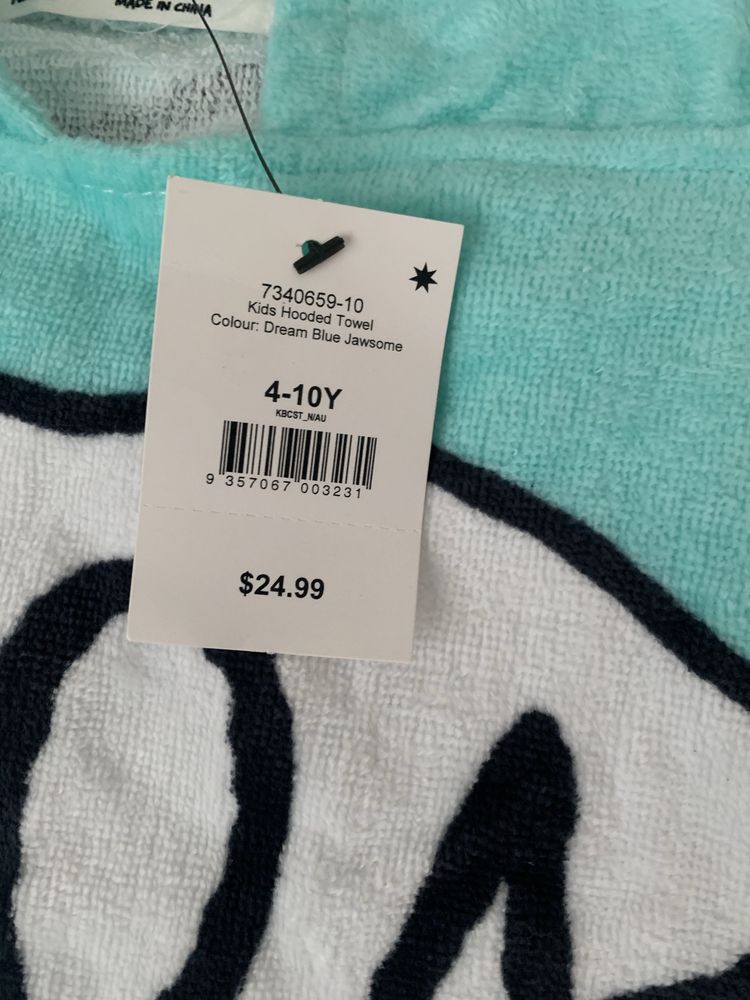 MADE IN CHINA
7340659-10
Kids Hooded Towel
Colour: Dream Blue Jawsome
4-10Y
KBCST_N/AU
9 357067 003231
$24.99